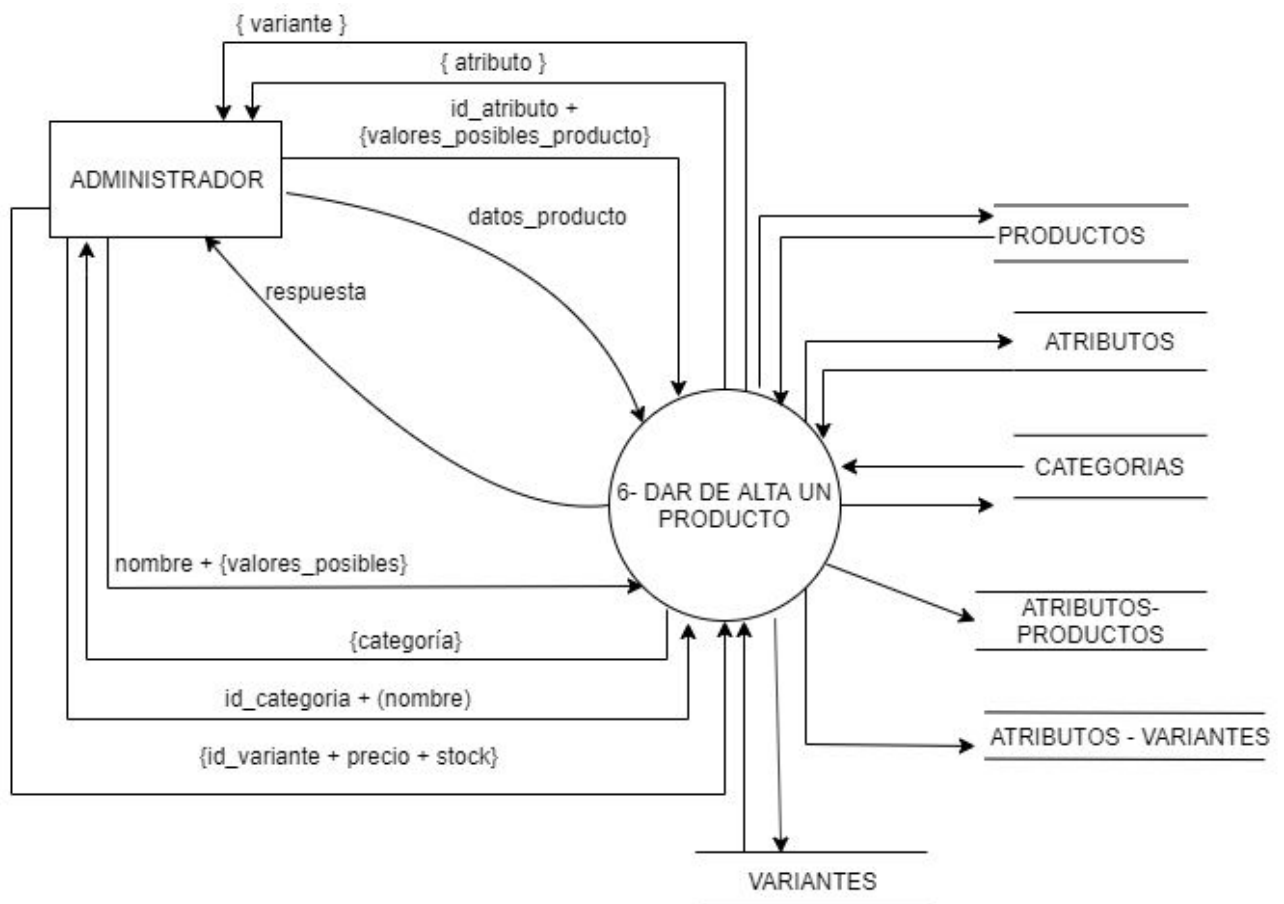 { variante }
{ atributo }
id_atributo +
{valores_posibles_producto}
ADMINISTRADOR
datos_producto
PRODUCTOS
respuesta
ATRIBUTOS
CATEGORIAS
6- DAR DE ALTA UN
PRODUCTO
nombre + {valores_posibles}
ATRIBUTOS-
PRODUCTOS
{categoría}
id_categoria + (nombre)
ATRIBUTOS - VARIANTES
{id_variante + precio + stock}
VARIANTES